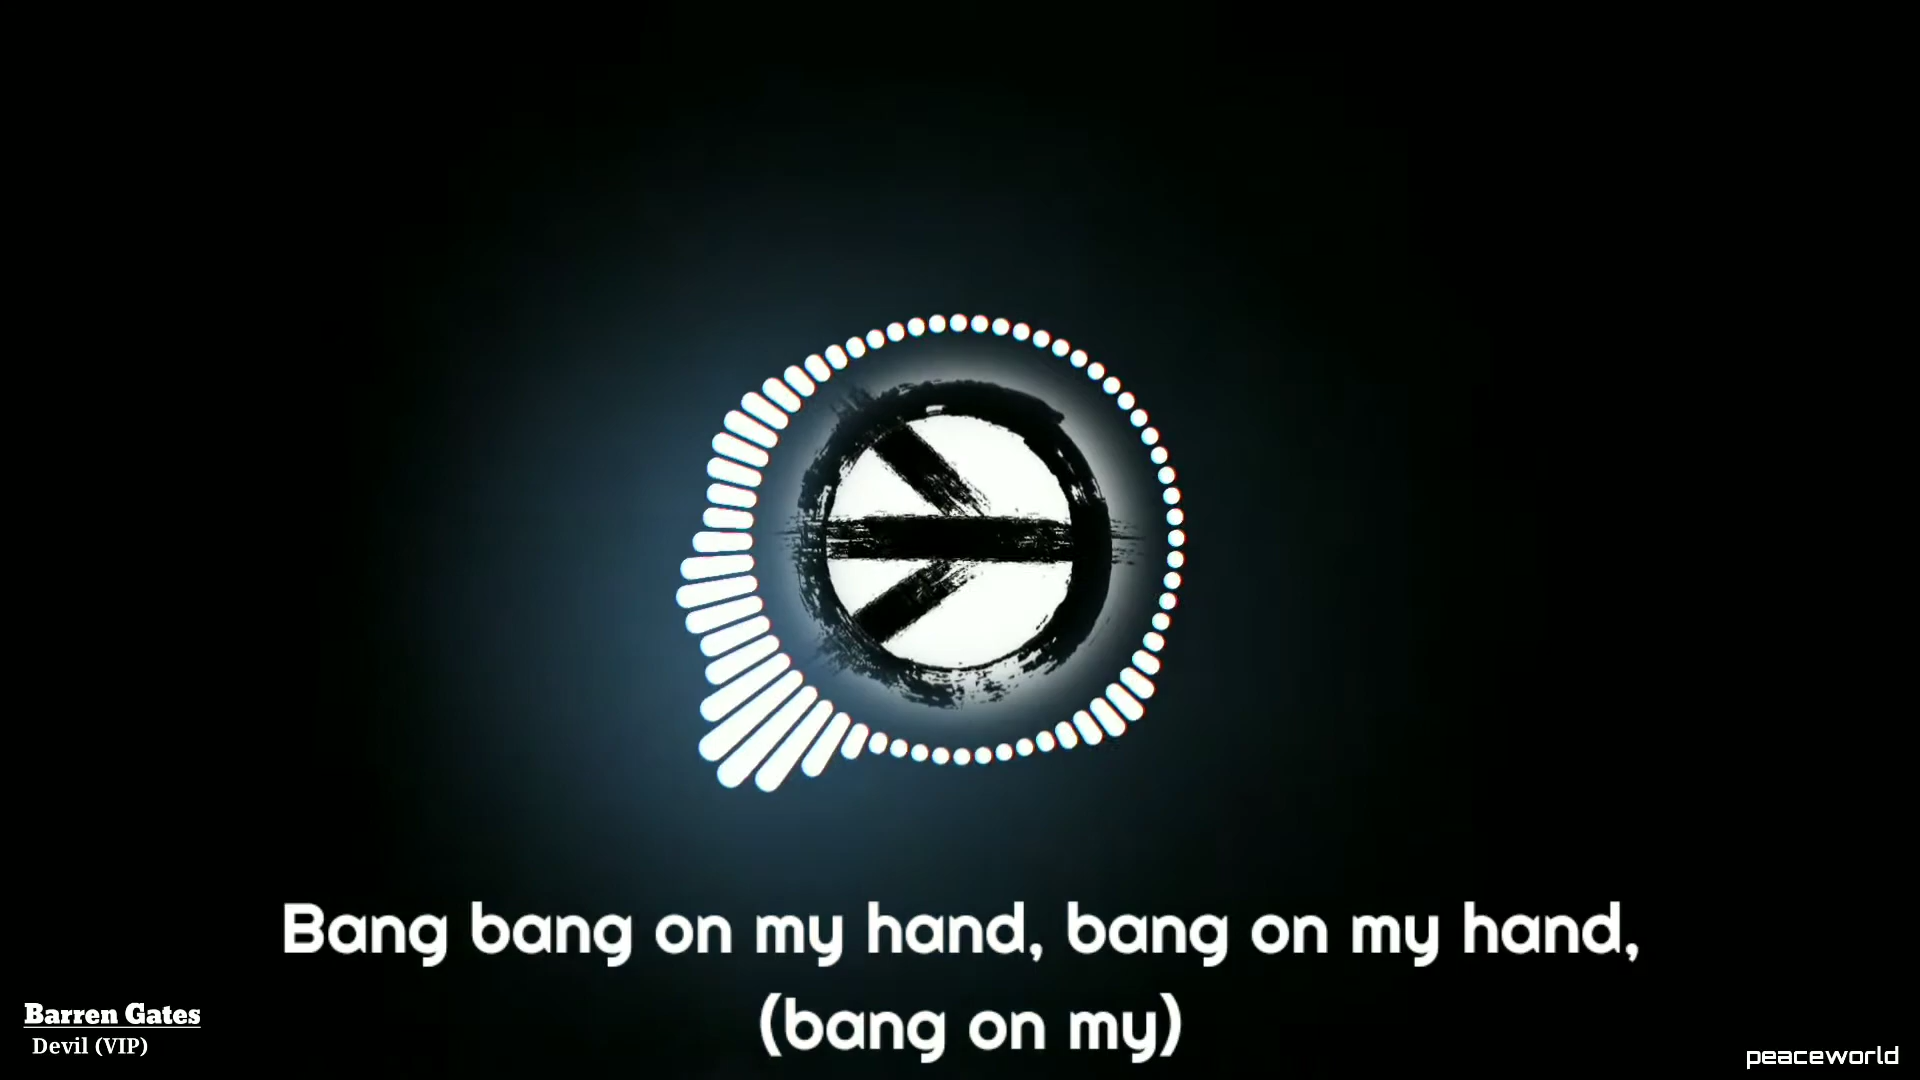 Bang bang on my hand, bang on my hand,
(bang on my)
Barren Gates
Devil (VIP)
peaceworld